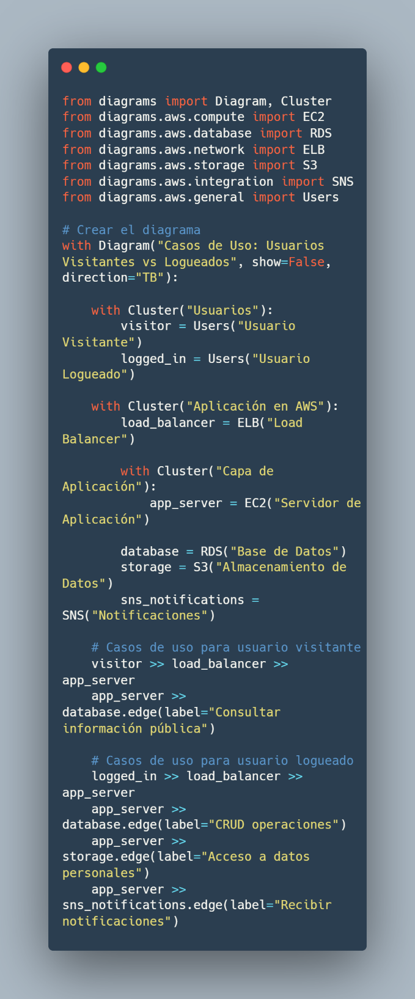 from diagrams import Diagram, Cluster
from diagrams.aws.compute import EC2
from diagrams.aws.database import RDS
from diagrams.aws.network import ELB
from diagrams.aws.storage import S3
from diagrams.aws.integration import SNS
from diagrams.aws.general import Users

# Crear el diagrama
with Diagram("Casos de Uso: Usuarios
Visitantes vs Logueados", show=False,
direction="TB"):

    with Cluster("Usuarios"):
        visitor = Users("Usuario
Visitante")
        logged_in = Users("Usuario
Logueado")

    with Cluster("Aplicación en AWS"):
        load_balancer = ELB("Load
Balancer")

        with Cluster("Capa de
Aplicación"):
            app_server = EC2("Servidor de
Aplicación")

        database = RDS("Base de Datos")
        storage = S3("Almacenamiento de
Datos")
        sns_notifications =
SNS("Notificaciones")

    # Casos de uso para usuario visitante
    visitor >> load_balancer >>
app_server
    app_server >>
database.edge(label="Consultar
información pública")

    # Casos de uso para usuario logueado
    logged_in >> load_balancer >>
app_server
    app_server >>
database.edge(label="CRUD operaciones")
    app_server >>
storage.edge(label="Acceso a datos
personales")
    app_server >>
sns_notifications.edge(label="Recibir
notificaciones")